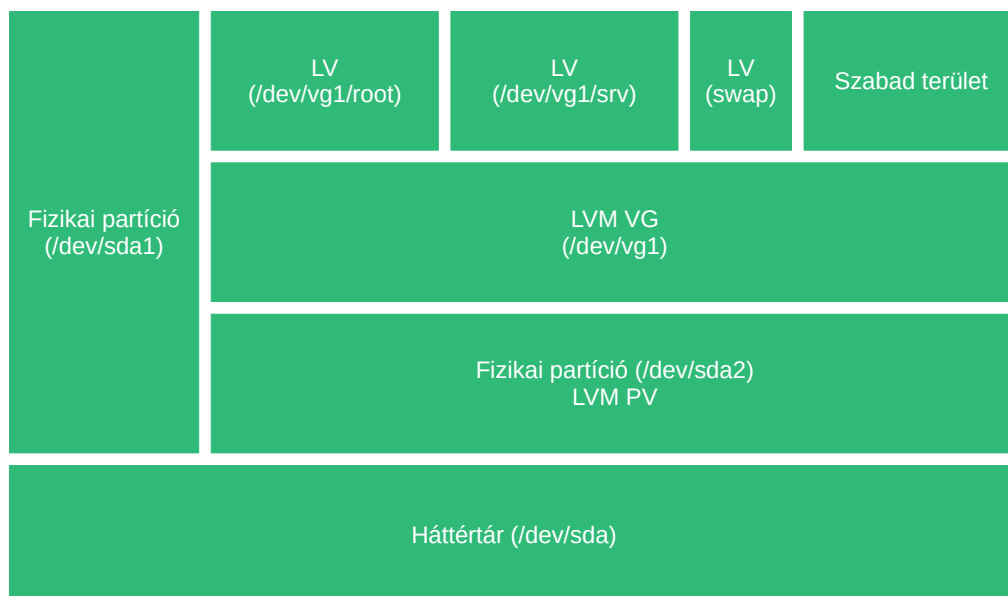 LV
(/dev/vg1/root)
LV
(/dev/vg1/srv)
LV
(swap)
Szabad terület
Fizikai partíció
(/dev/sda1)
LVM VG
(/dev/vg1)
Fizikai partíció (/dev/sda2)
LVM PV
Háttértár (/dev/sda)